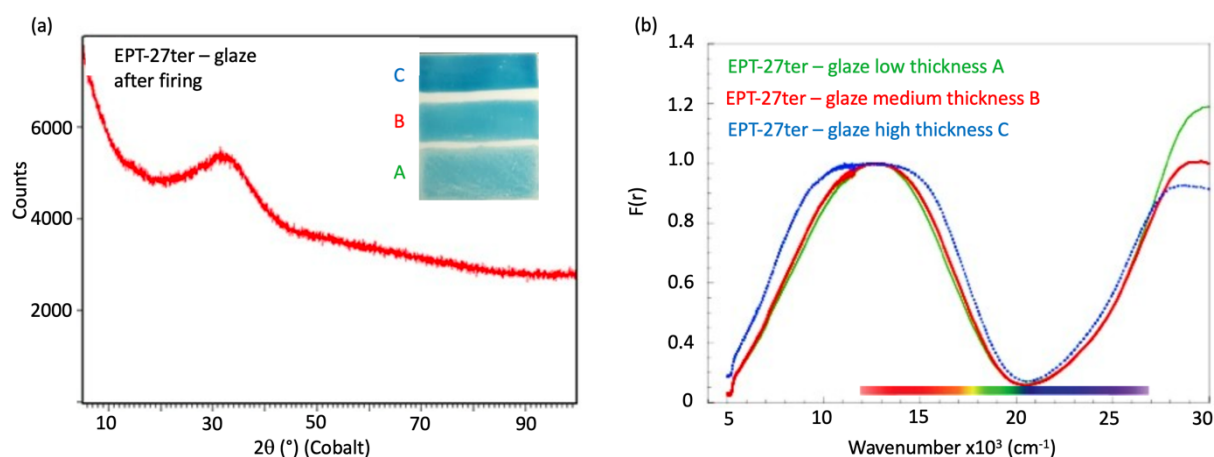 (a)
EPT-27ter – glaze
after firing
C
B
A
6000
4000
2000
Counts
10
30
50
70
90
2θ (°) (Cobalt)
(b)
EPT-27ter – glaze low thickness A
EPT-27ter – glaze medium thickness B
EPT-27ter – glaze high thickness C
1.4
1.2
1.0
0.8
0.6
0.4
0.2
0
F(r)
5
10
15
20
25
30
Wavenumber x10³ (cm⁻¹)